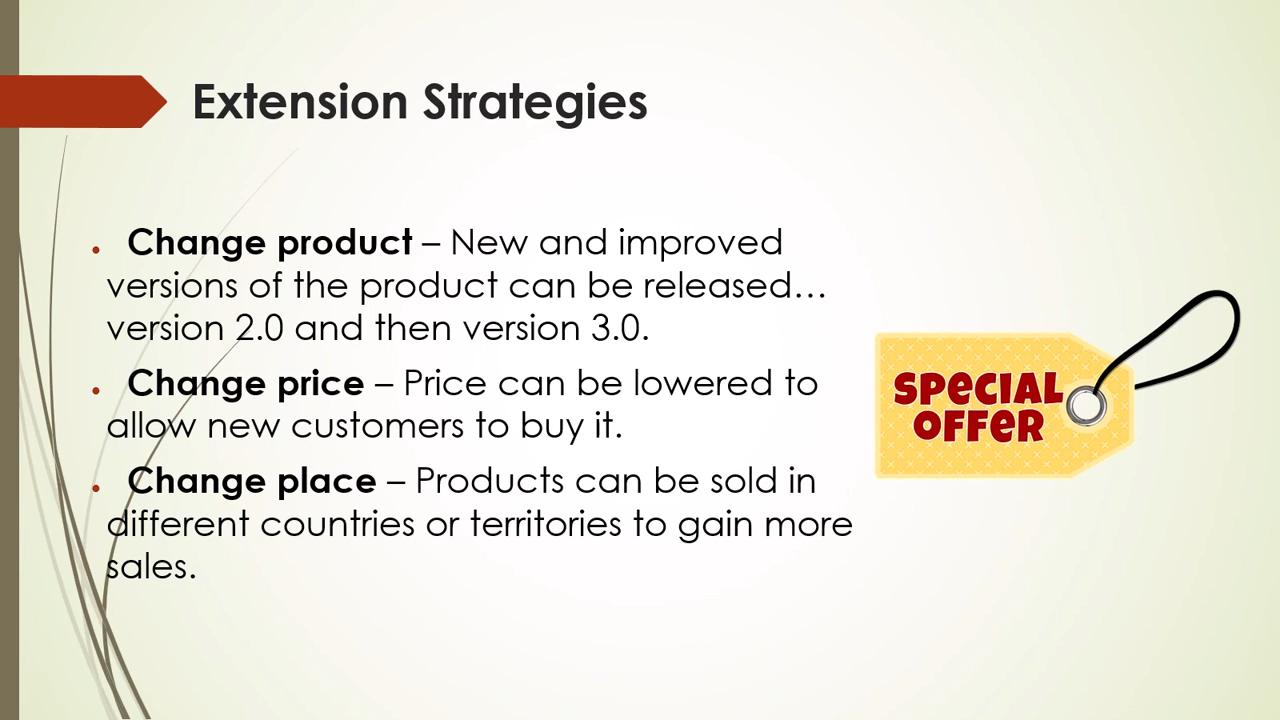 Extension Strategies
• Change product – New and improved
versions of the product can be released…
version 2.0 and then version 3.0.
• Change price – Price can be lowered to
allow new customers to buy it.
• Change place – Products can be sold in
different countries or territories to gain more
sales.
SPECIAL
OFFER